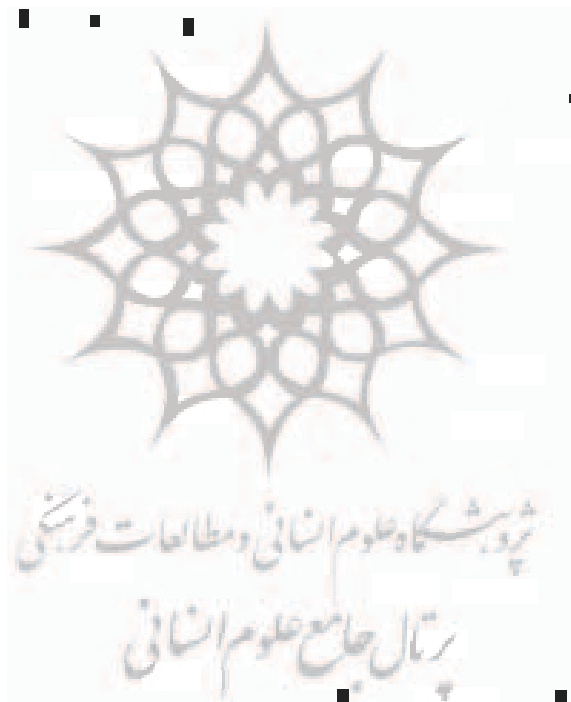 پژوهشگاه علوم انسانی و مطالعات فرهنگی
پرتال جامع علوم انسانی